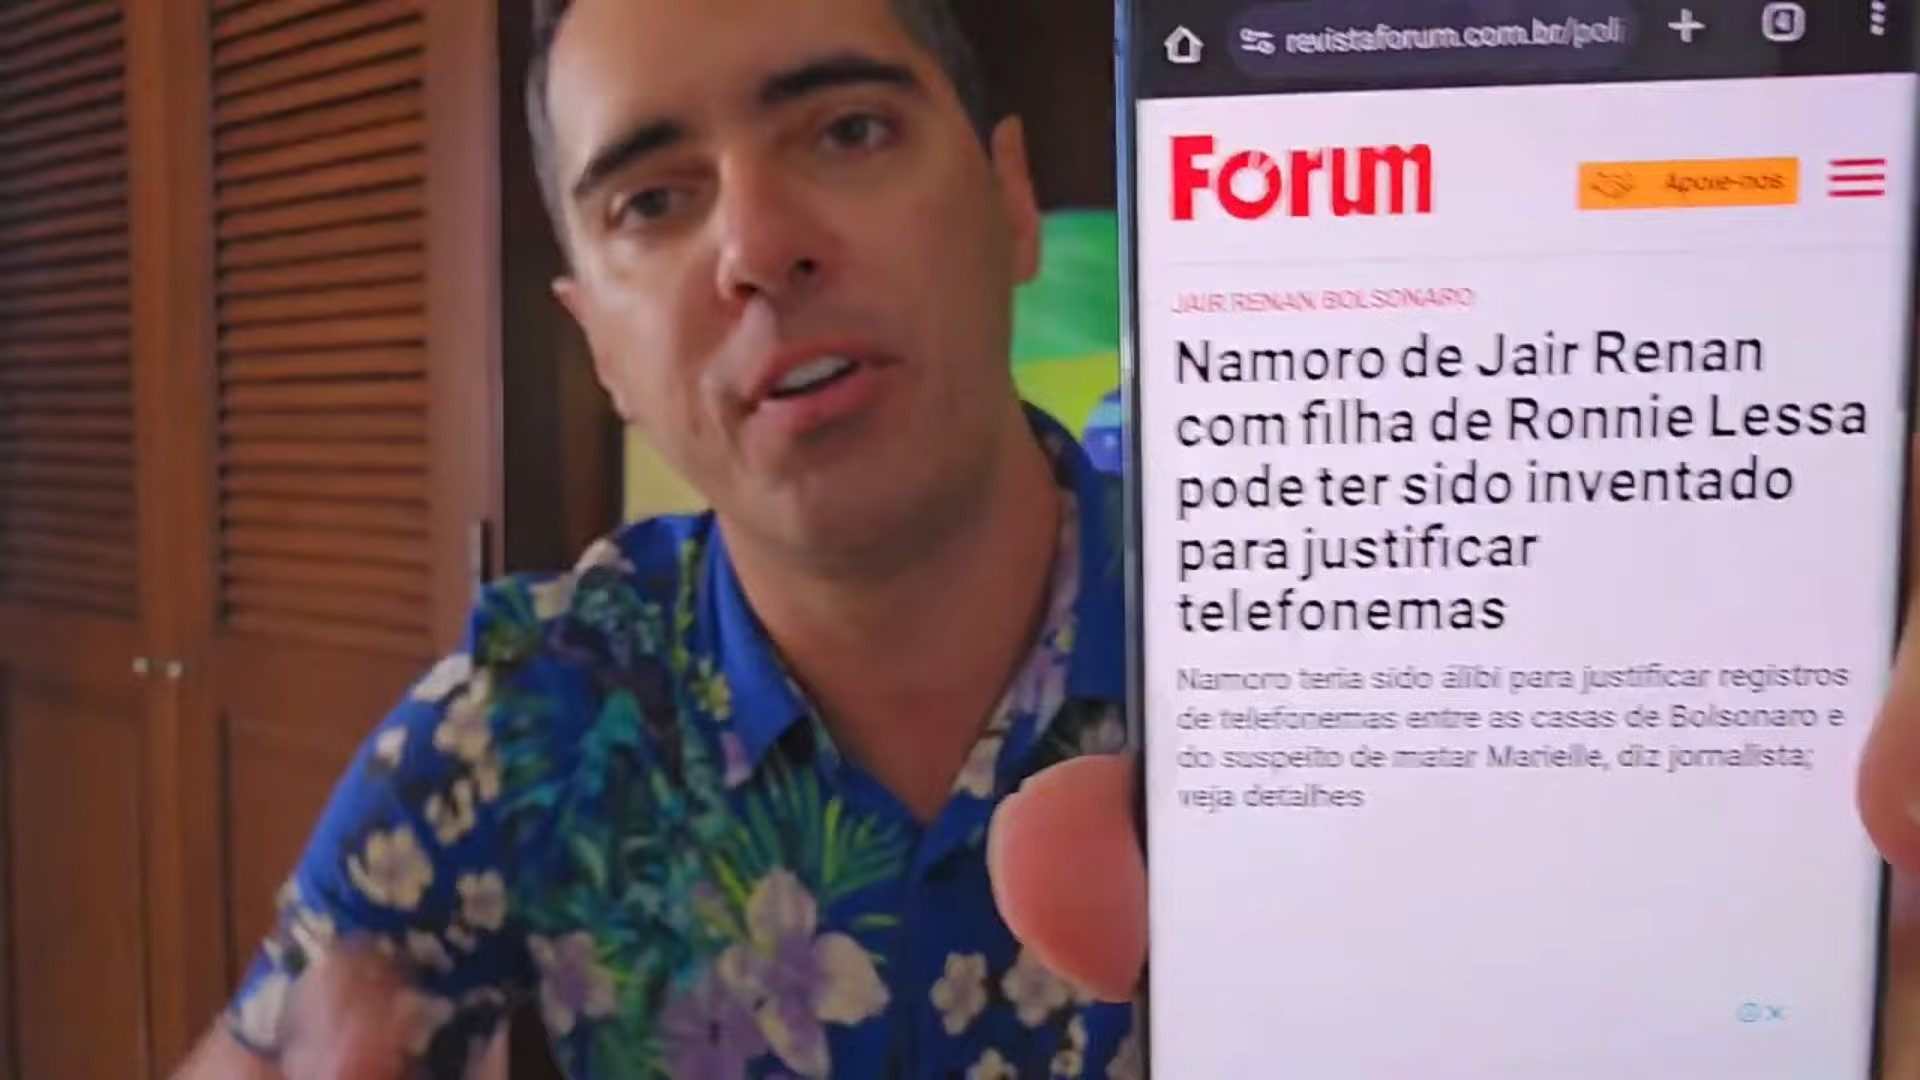 revistaforum.com.br/poli
4
Forum
Apoie-nos
JAIR RENAN BOLSONARO
Namoro de Jair Renan
com filha de Ronnie Lessa
pode ter sido inventado
para justificar
telefonemas
Namoro teria sido álibi para justificar registros
de telefonemas entre as casas de Bolsonaro e
do suspeito de matar Marielle, diz jornalista;
veja detalhes